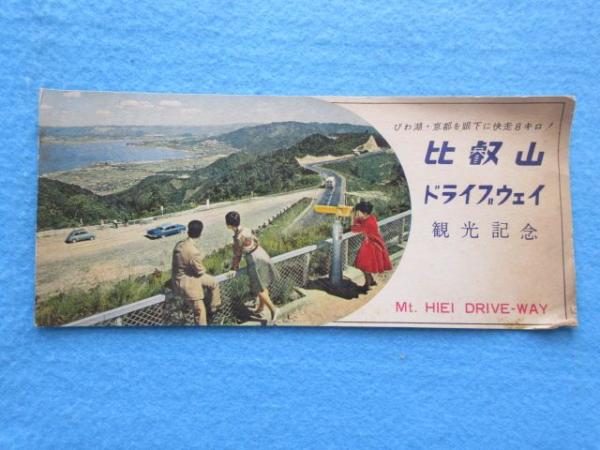 びわ湖・京都を眼下に快走8キロ!
比叡山
ドライブウェイ
観光記念
Mt. HIEI DRIVE-WAY